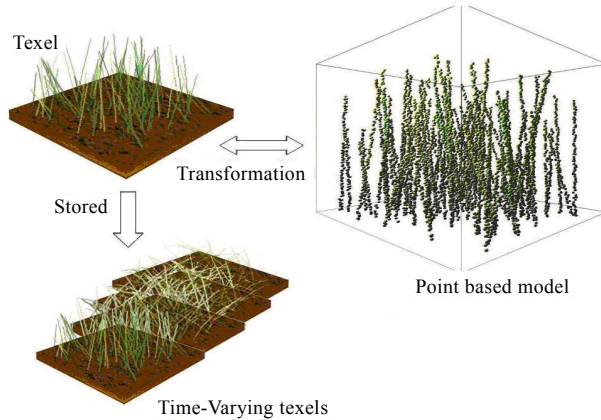 Texel
Transformation
Stored
Point based model
Time-Varying texels